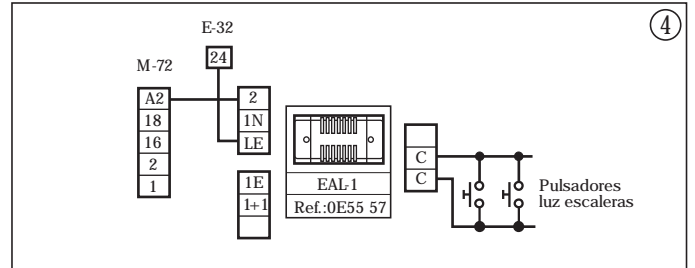 4
E-32
24
M-72
A2
18
16
2
1
2
1N
LE
1E
1+1
EAL-1
Ref.:0E55 57
C
C
Pulsadores
luz escaleras